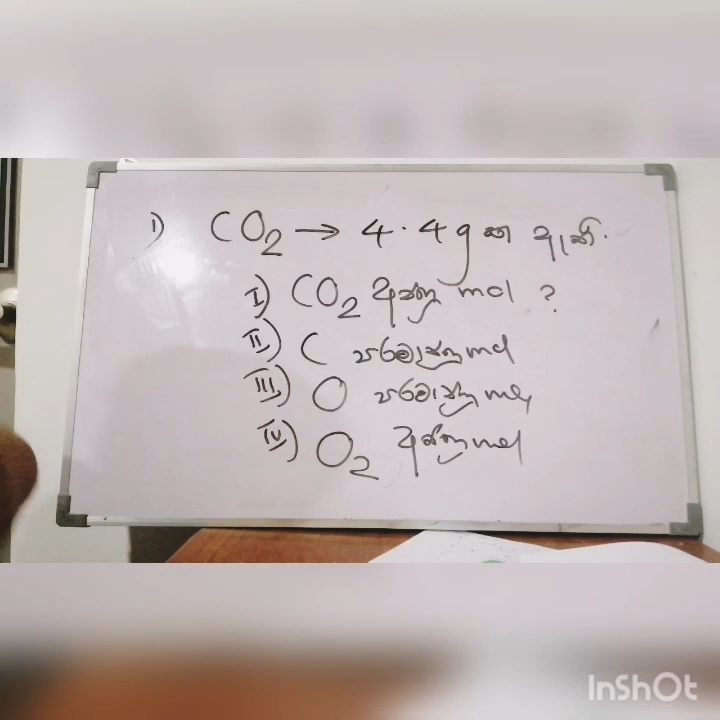 1) CO2 → 4.4g ක ඇති.
I) CO2 අණු mol ?
II) C පරමාණු mol
III) O පරමාණු mol
IV) O2 අණු mol
InShOt